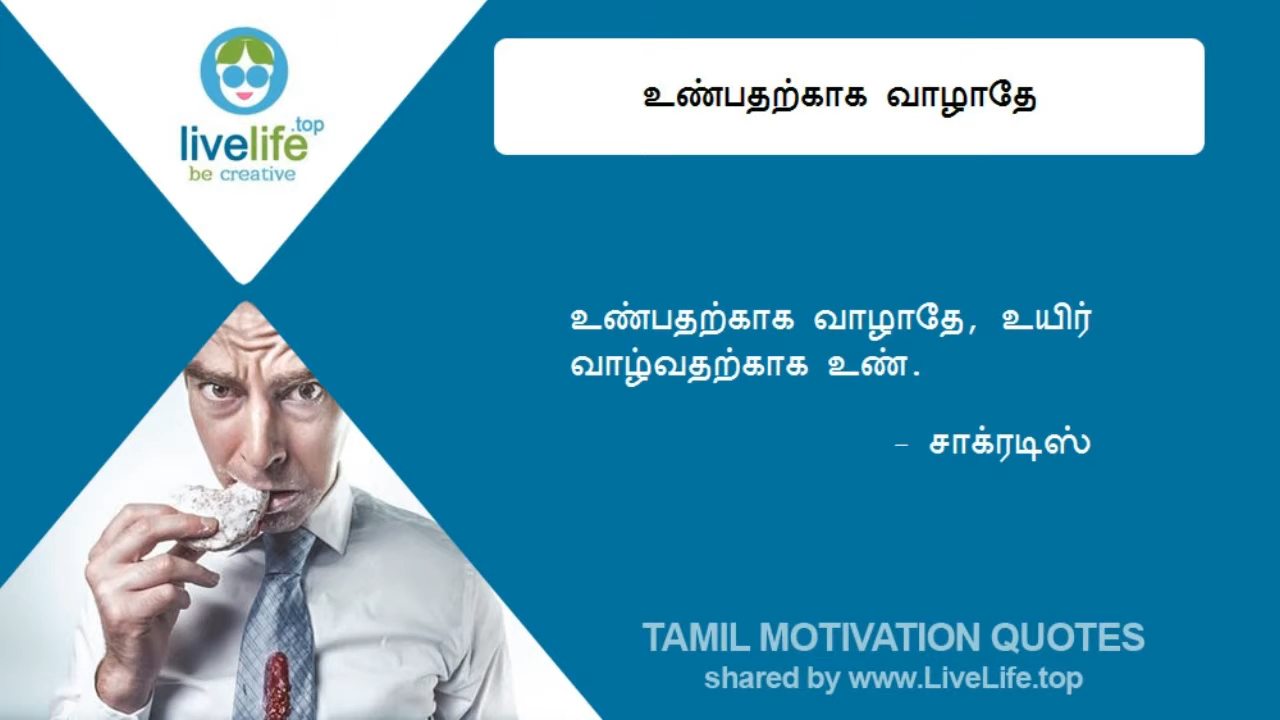 livelife.top
be creative
உண்பதற்காக வாழாதே
உண்பதற்காக வாழாதே, உயிர்
வாழ்வதற்காக உண்.
- சாக்ரடிஸ்
TAMIL MOTIVATION QUOTES
shared by www.LiveLife.top